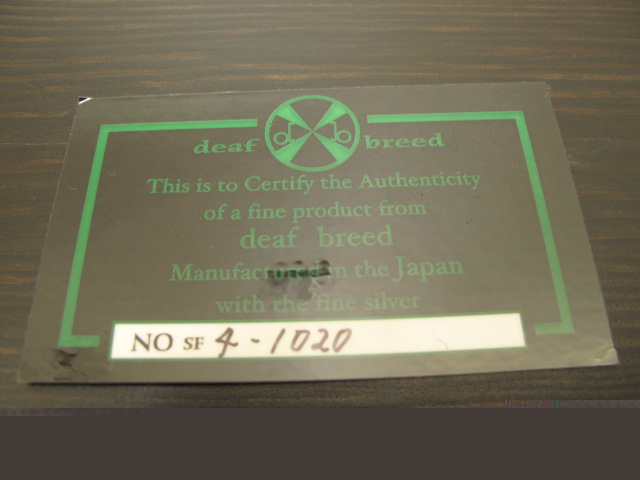 deaf breed
This is to Certify the Authenticity
of a fine product from
deaf breed
Manufactured in the Japan
with the fine silver
NO SF 4-1020